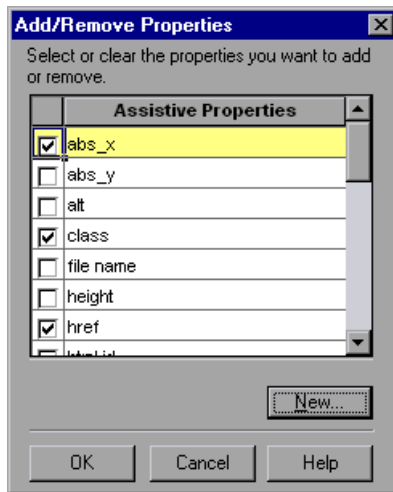 Add/Remove Properties
Select or clear the properties you want to add
or remove.
Assistive Properties
abs_x
abs_y
alt
class
file name
height
href
New...
OK Cancel Help